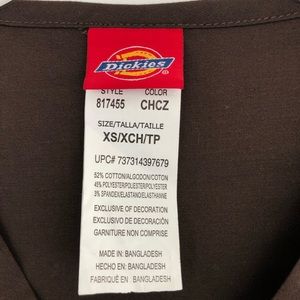 Dickies
STYLE COLOR
817455 CHCZ
SIZE/TALLA/TAILLE
XS/XCH/TP
UPC# 737314397679
52% COTTON/ALGODON/COTON
45% POLYESTER/POLIESTER/POLYESTER
3% SPANDEX/ELASTANO/ELASTHANNE
EXCLUSIVE OF DECORATION
EXCLUSIVO DE DECORACIÓN
GARNITURE NON COMPRISE
MADE IN: BANGLADESH
HECHO EN: BANGLADESH
FABRIQUÉ EN : BANGLADESH